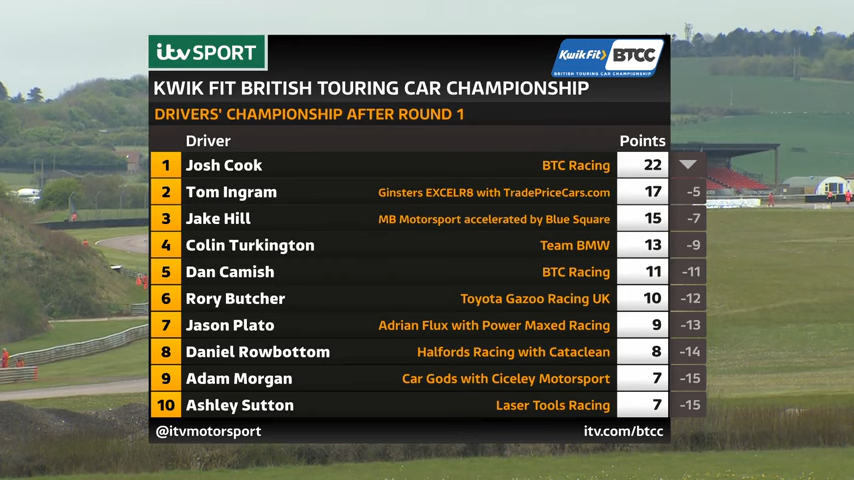 itv SPORT
KwikFit BTCC
BRITISH TOURING CAR CHAMPIONSHIP
KWIK FIT BRITISH TOURING CAR CHAMPIONSHIP
DRIVERS' CHAMPIONSHIP AFTER ROUND 1
Driver Points
1 Josh Cook BTC Racing 22
2 Tom Ingram Ginsters EXCELR8 with TradePriceCars.com 17 -5
3 Jake Hill MB Motorsport accelerated by Blue Square 15 -7
4 Colin Turkington Team BMW 13 -9
5 Dan Camish BTC Racing 11 -11
6 Rory Butcher Toyota Gazoo Racing UK 10 -12
7 Jason Plato Adrian Flux with Power Maxed Racing 9 -13
8 Daniel Rowbottom Halfords Racing with Cataclean 8 -14
9 Adam Morgan Car Gods with Ciceley Motorsport 7 -15
10 Ashley Sutton Laser Tools Racing 7 -15
@itvmotorsport itv.com/btcc